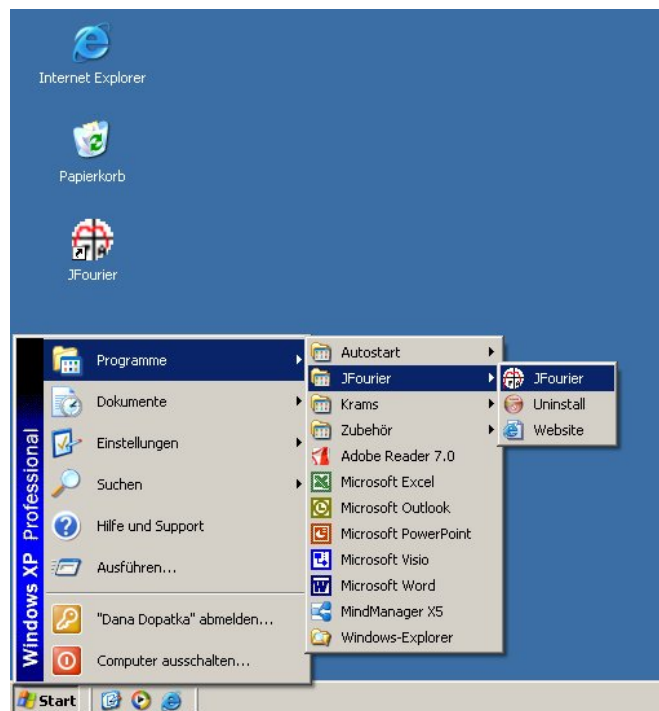 Internet Explorer
Papierkorb
JFourier
Windows XP Professional
Programme
Dokumente
Einstellungen
Suchen
Hilfe und Support
Ausführen...
"Dana Dopatka" abmelden...
Computer ausschalten...
Autostart
JFourier
Krams
Zubehör
Adobe Reader 7.0
Microsoft Excel
Microsoft Outlook
Microsoft PowerPoint
Microsoft Visio
Microsoft Word
MindManager X5
Windows-Explorer
JFourier
Uninstall
Website
Start